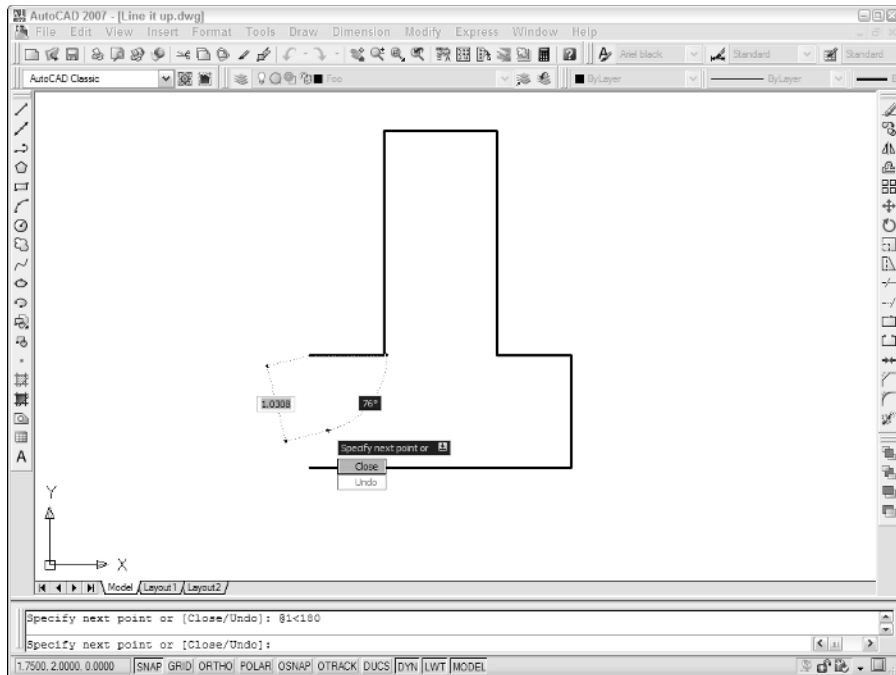 AutoCAD 2007 - [Line it up.dwg]
File Edit View Insert Format Tools Draw Dimension Modify Express Window Help
Ariel black Standard Standard
AutoCAD Classic Foo ByLayer ByLayer
1.0308 76°
Specify next point or
Close
Undo
Y
X
Model Layout1 Layout2
Specify next point or [Close/Undo]: @1<180
Specify next point or [Close/Undo]:
1.7500, 2.0000, 0.0000 SNAP GRID ORTHO POLAR OSNAP OTRACK DUCS DYN LWT MODEL